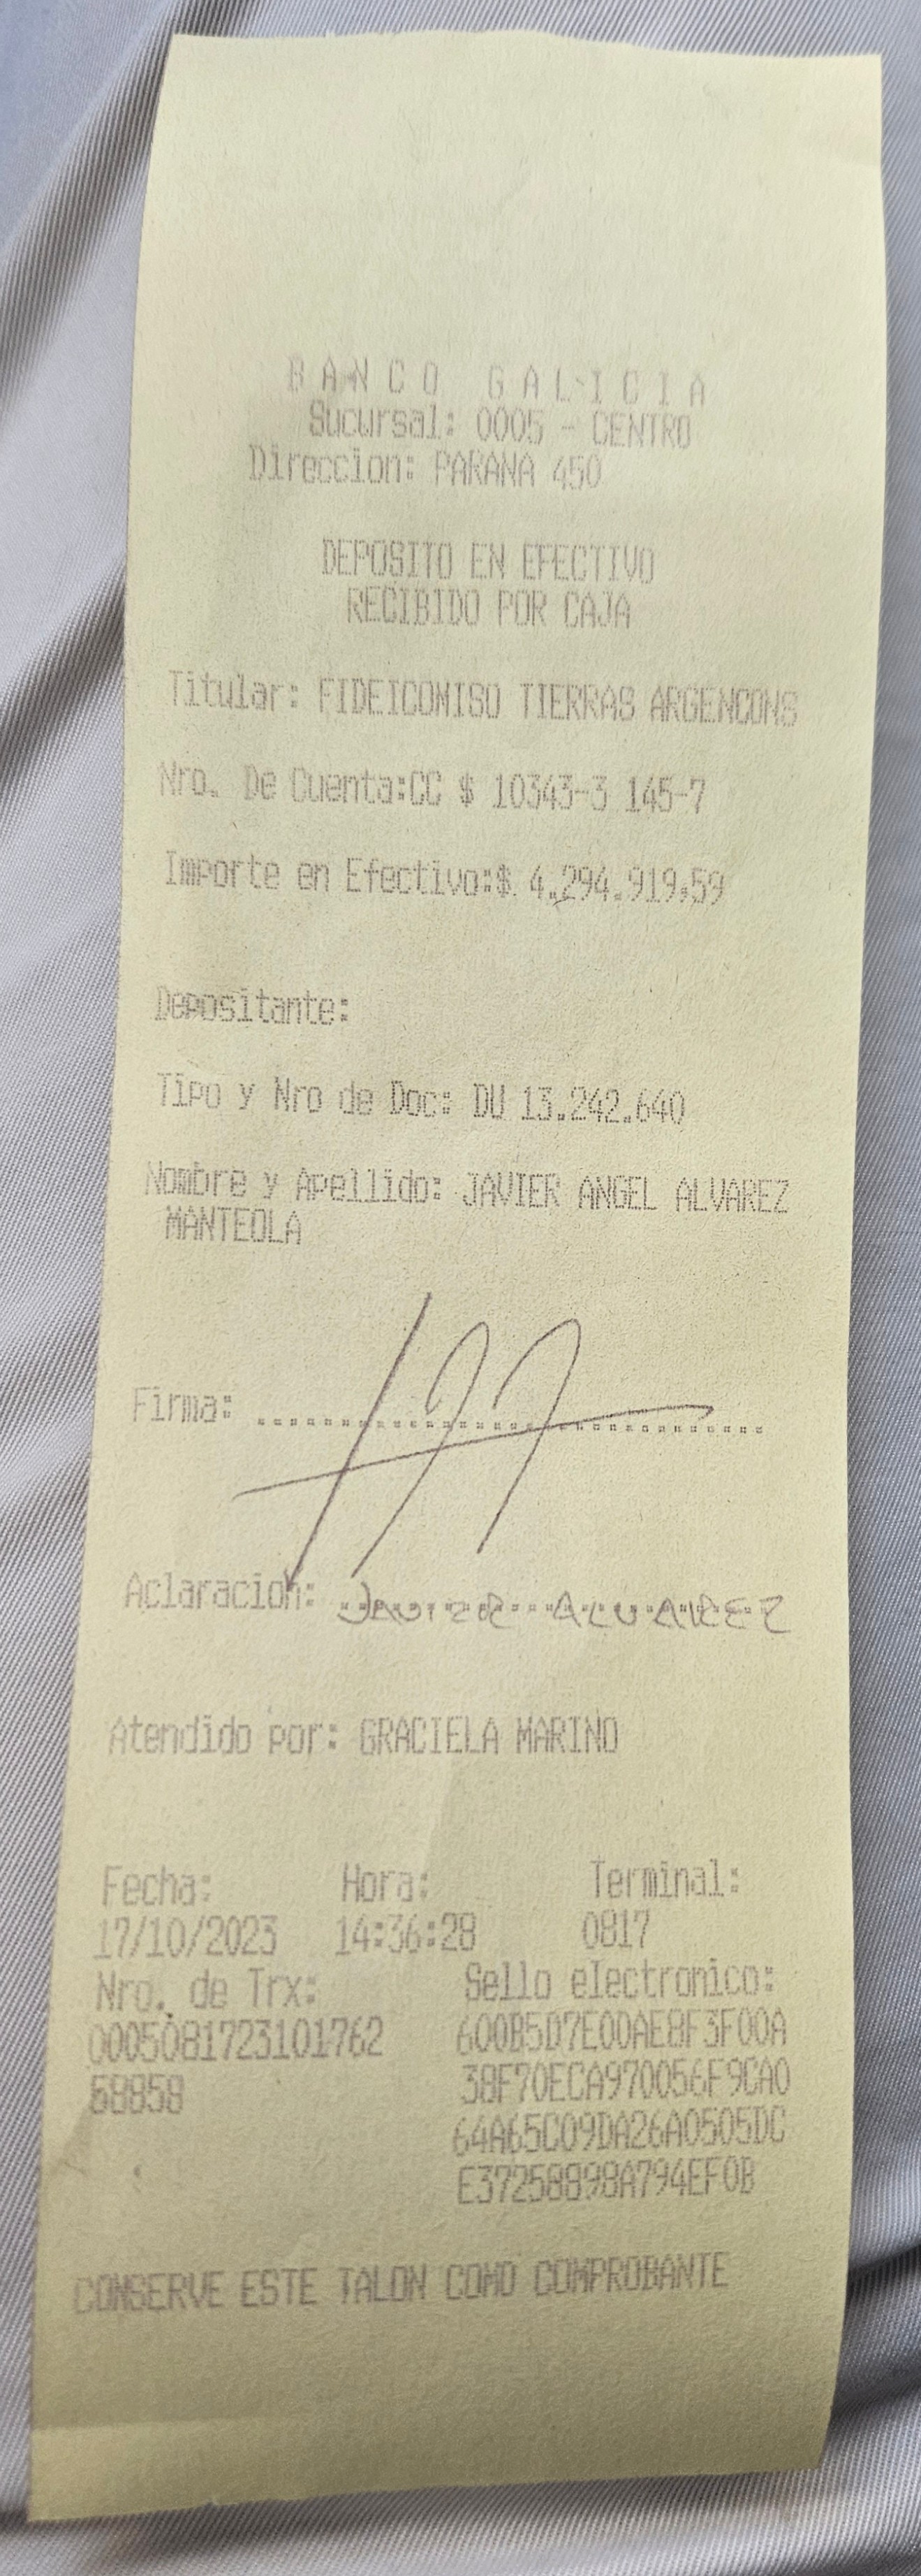 BANCO GALICIA
Sucursal: 0005 - CENTRO
Direccion: PARANA 450
DEPOSITO EN EFECTIVO
RECIBIDO POR CAJA
Titular: FIDEICOMISO TIERRAS ARGENCONS
Nro. De Cuenta:CC $ 10343-3 145-7
Importe en Efectivo:$ 4.294.919,59
Depositante:
Tipo y Nro de Doc: DU 13.242.640
Nombre y Apellido: JAVIER ANGEL ALVAREZ
MANTEOLA
Firma:
Aclaracion: JAVIER ALVAREZ
Atendido por: GRACIELA MARINO
Fecha: Hora: Terminal:
17/10/2023 14:36:28 0817
Nro. de Trx: Sello electronico:
0005081723101762 600B5D7E0DAE8F3F00A
58858 38F70ECA970056F9CA0
64A65C09DA26A0505DC
E37258898A794EF0B
CONSERVE ESTE TALON COMO COMPROBANTE